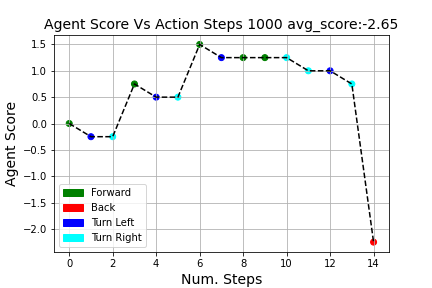 Agent Score Vs Action Steps 1000 avg_score:-2.65
1.5
1.0
0.5
0.0
−0.5
−1.0
−1.5
−2.0
Agent Score
Forward
Back
Turn Left
Turn Right
0 2 4 6 8 10 12 14
Num. Steps